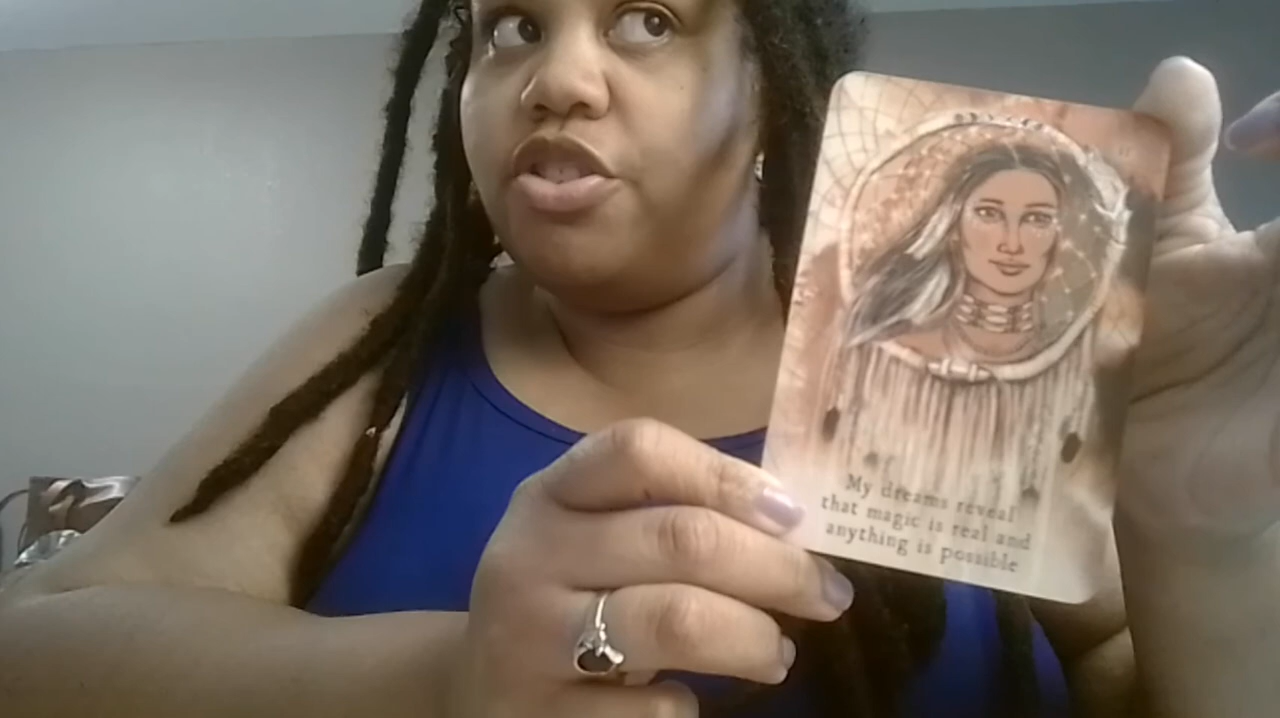 My dreams reveal
that magic is real and
anything is possible